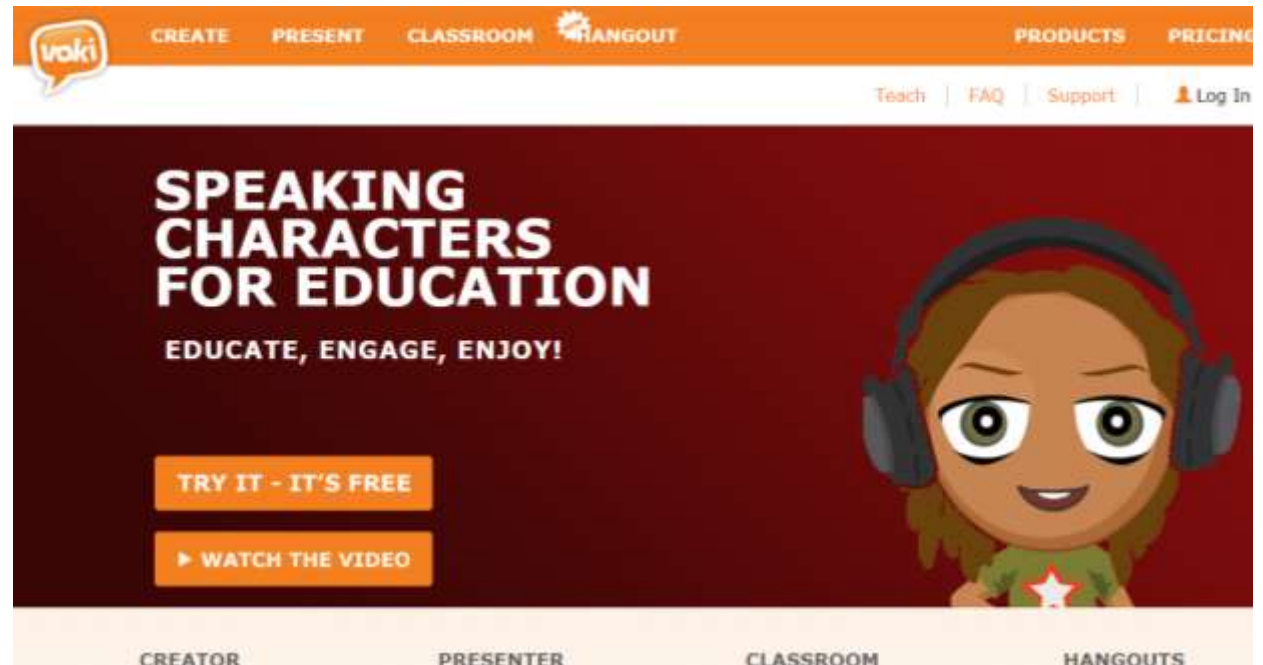 voki
CREATE PRESENT CLASSROOM HANGOUT PRODUCTS PRICING
Teach | FAQ | Support | Log In
SPEAKING
CHARACTERS
FOR EDUCATION
EDUCATE, ENGAGE, ENJOY!
TRY IT - IT'S FREE
WATCH THE VIDEO
CREATOR PRESENTER CLASSROOM HANGOUTS